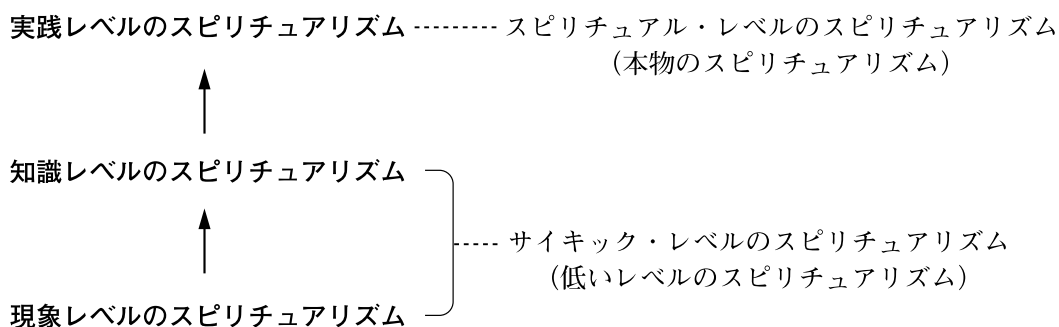 実践レベルのスピリチュアリズム
スピリチュアル・レベルのスピリチュアリズム
(本物のスピリチュアリズム)
知識レベルのスピリチュアリズム
サイキック・レベルのスピリチュアリズム
(低いレベルのスピリチュアリズム)
現象レベルのスピリチュアリズム